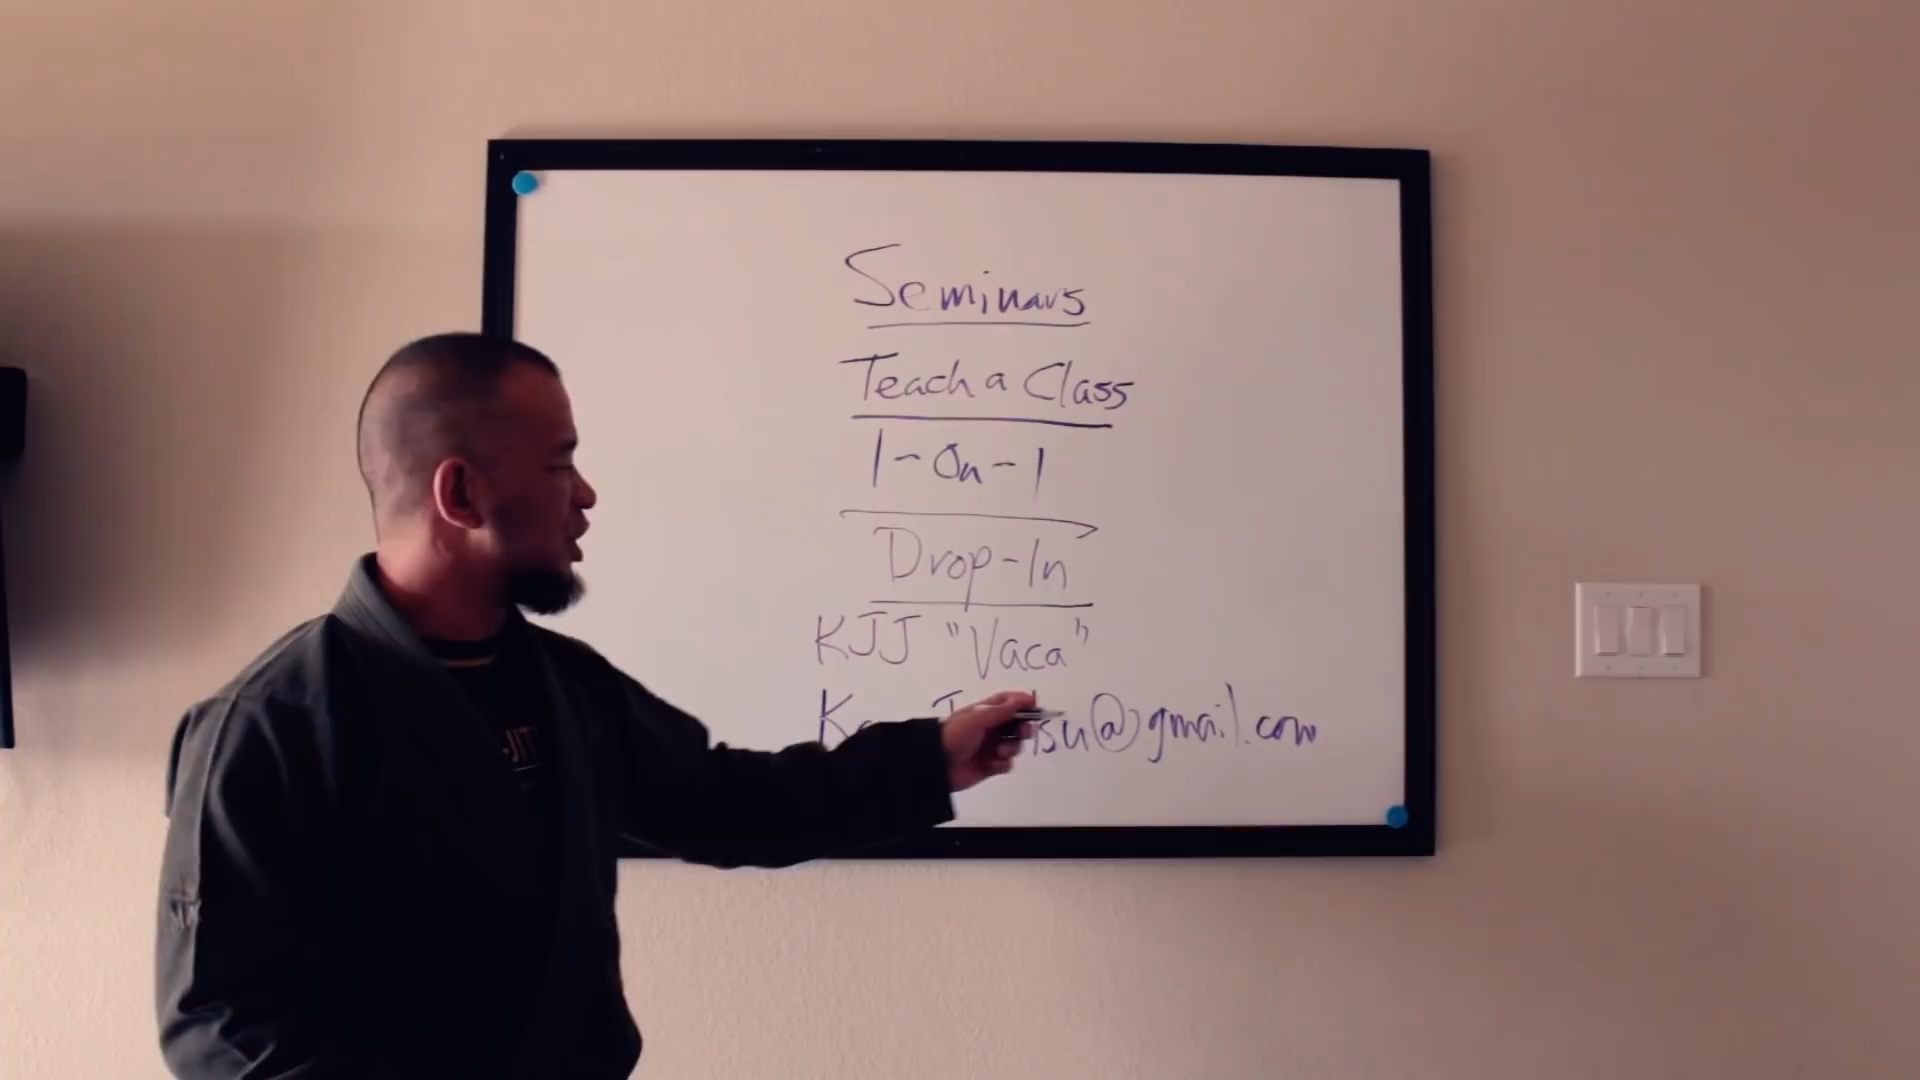 Seminars
Teach a Class
1-On-1
Drop-In
KJJ "Vaca"
@gmail.com